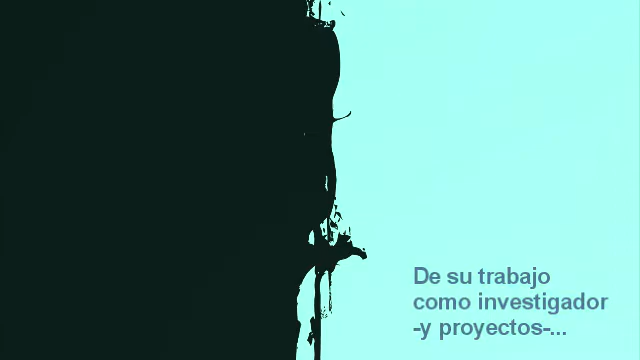 De su trabajo
como investigador
-y proyectos-...